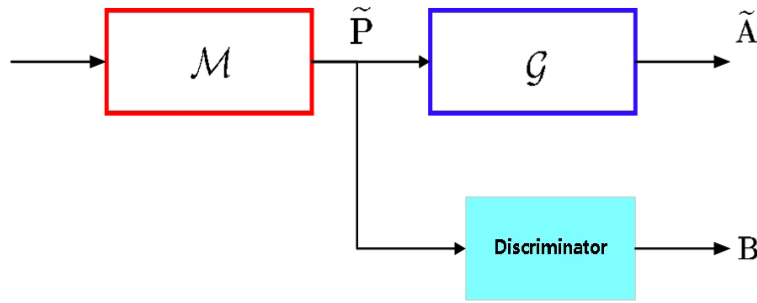 P̃
Ã
ℳ
𝒢
Discriminator
B